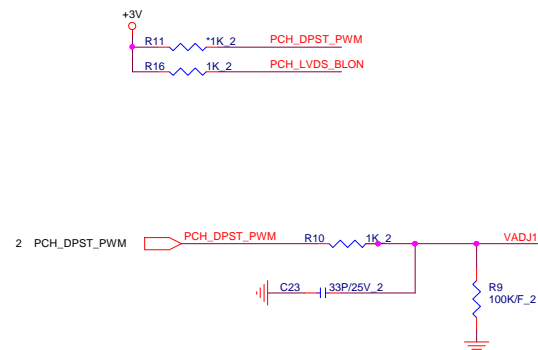 +3V
R11 *1K_2 PCH_DPST_PWM
R16 1K_2 PCH_LVDS_BLON
2 PCH_DPST_PWM PCH_DPST_PWM R10 1K_2 VADJ1
C23 33P/25V_2
R9
100K/F_2